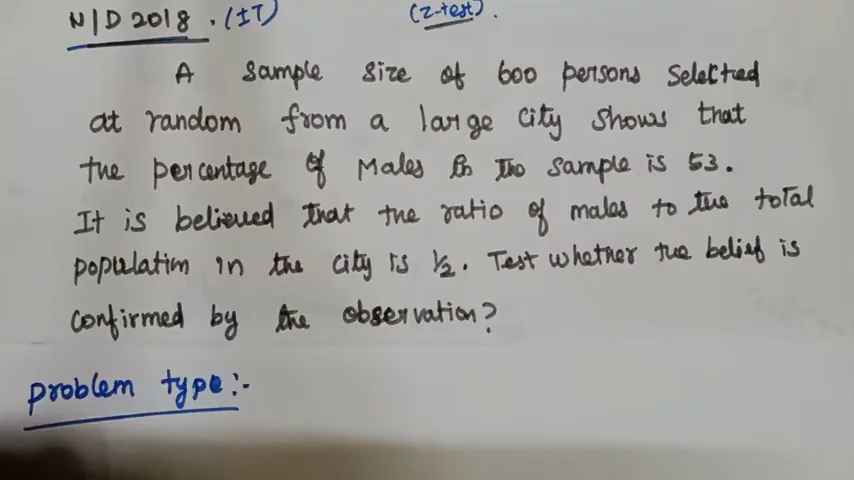 N/D 2018. (IT) (Z-test).
A sample size of 600 persons selected
at random from a large city shows that
the percentage of Males in the sample is 53.
It is believed that the ratio of males to the total
population in the city is 1/2. Test whether the belief is
confirmed by the observation?
problem type:-